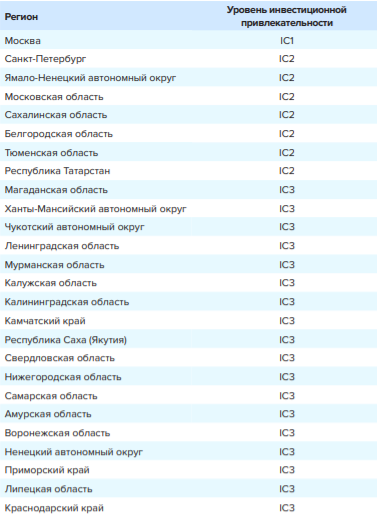 Регион Уровень инвестиционной
привлекательности
Москва IC1
Санкт-Петербург IC2
Ямало-Ненецкий автономный округ IC2
Московская область IC2
Сахалинская область IC2
Белгородская область IC2
Тюменская область IC2
Республика Татарстан IC2
Магаданская область IC3
Ханты-Мансийский автономный округ IC3
Чукотский автономный округ IC3
Ленинградская область IC3
Мурманская область IC3
Калужская область IC3
Калининградская область IC3
Камчатский край IC3
Республика Саха (Якутия) IC3
Свердловская область IC3
Нижегородская область IC3
Самарская область IC3
Амурская область IC3
Воронежская область IC3
Ненецкий автономный округ IC3
Приморский край IC3
Липецкая область IC3
Краснодарский край IC3